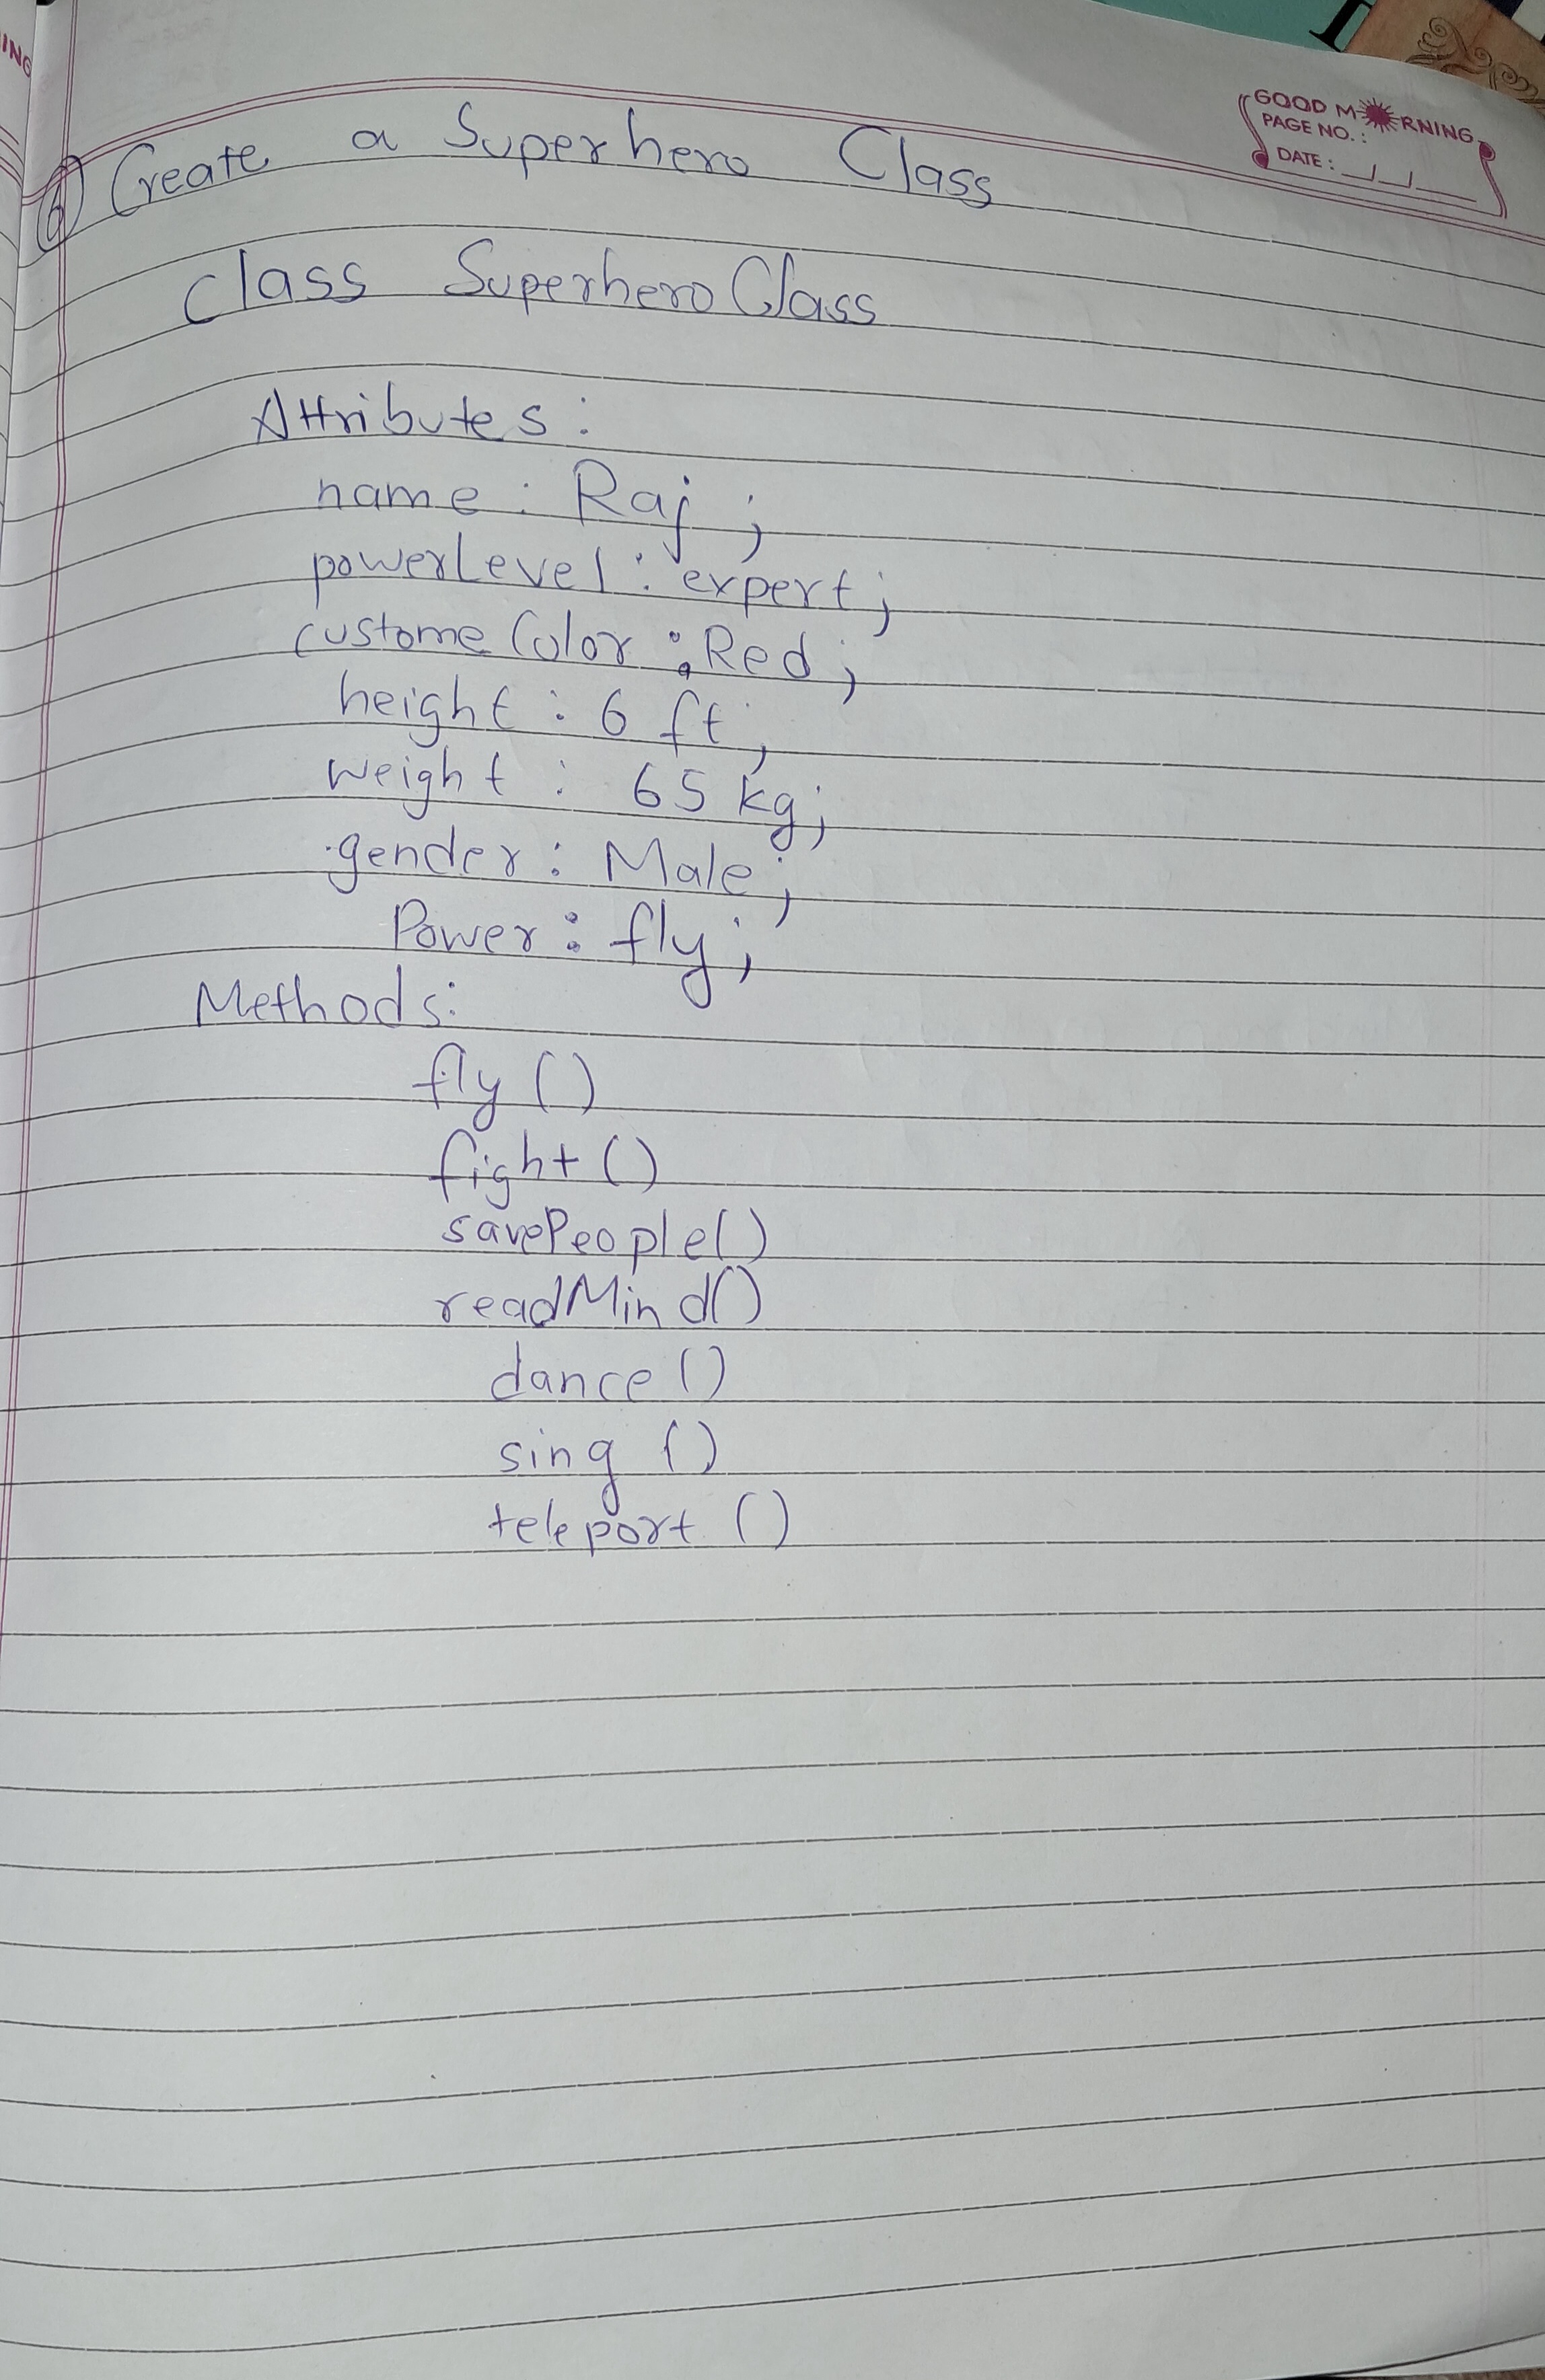 ING
GOOD MORNING
PAGE NO.:
DATE:
6) Create a Superhero Class
class SuperheroClass
Attributes:
name: Raj;
powerLevel: expert;
custome Color: Red;
height: 6 ft;
weight: 65 kg;
gender: Male;
Power: fly;
Methods:
fly ()
fight ()
savePeople()
readMind()
dance ()
sing ()
teleport ()